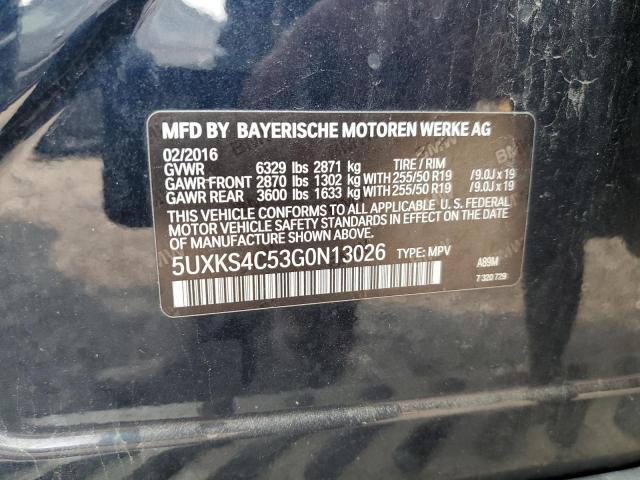 MFD BY BAYERISCHE MOTOREN WERKE AG
02/2016
GVWR 6329 lbs 2871 kg TIRE / RIM
GAWR FRONT 2870 lbs 1302 kg WITH 255/50 R19 /9.0J x 19
GAWR REAR 3600 lbs 1633 kg WITH 255/50 R19 /9.0J x 19
THIS VEHICLE CONFORMS TO ALL APPLICABLE U. S. FEDERAL
MOTOR VEHICLE SAFETY STANDARDS IN EFFECT ON THE DATE
OF MANUFACTURE SHOWN ABOVE.
5UXKS4C53G0N13026 TYPE: MPV A89M
7 320 729